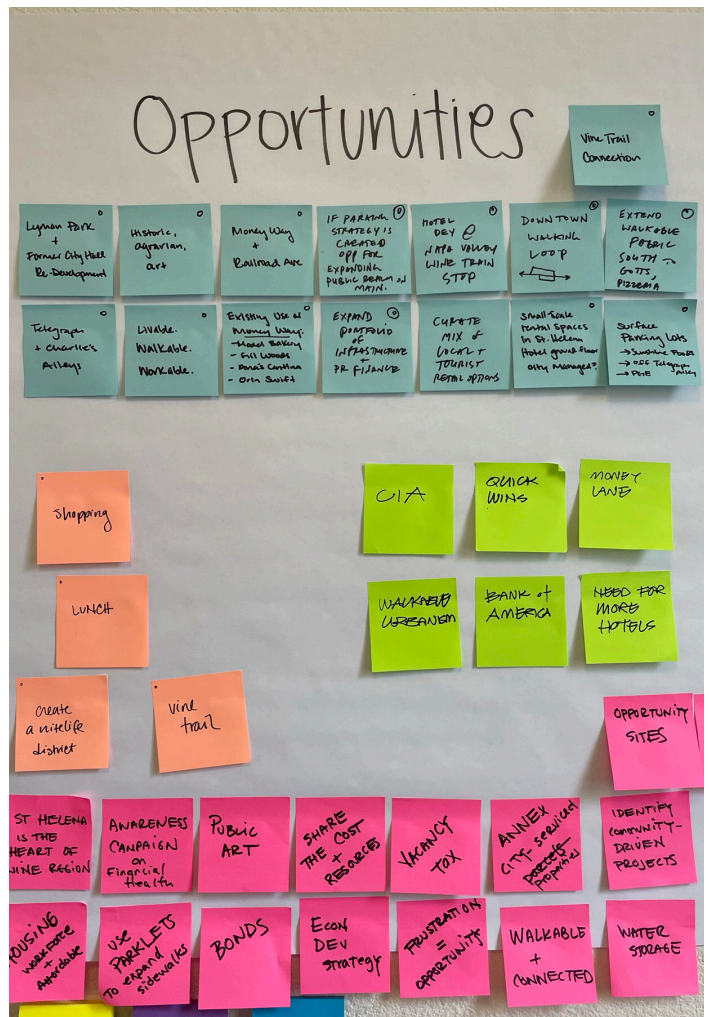 Opportunities
Vine Trail
Connection
Lyman Park
+
Former City Hall
Re-Development
Historic,
agrarian,
art
Money Way
+
Railroad Ave
IF PARKING
STRATEGY IS
CREATED
OPP FOR
EXPANDING
PUBLIC REALM ON
MAIN.
HOTEL
DEV @
NAPA VALLEY
WINE TRAIN
STOP
DOWNTOWN
WALKING
LOOP
EXTEND
WALKABLE
PUBLIC
SOUTH →
GOTTS,
PIZZERIA
Telegraph
+ Charlie's
Alleys
Livable.
Walkable.
Workable.
Existing Use of
Money Way:
- Model Bakery
- Gill Woods
- Dona's Cantina
- Orin Swift
EXPAND
PORTFOLIO
OF
INFRASTRUCTURE
+
PR FINANCE
CURATE
MIX OF
LOCAL +
TOURIST
RETAIL OPTIONS
Small Scale
rental spaces
in St. Helena
Hotel ground floor
city managed?
Surface
Parking Lots
→ Sunshine Foods
→ Off Telegraph
Alley
→ PG&E
Shopping
LUNCH
create
a nitelife
district
vine
trail
CIA
QUICK
WINS
MONEY
LANE
WALKABLE
URBANISM
BANK of
AMERICA
NEED FOR
MORE
HOTELS
OPPORTUNITY
SITES
ST HELENA
IS THE
HEART OF
WINE REGION
AWARENESS
CAMPAIGN
on
Financial
Health
PUBLIC
ART
SHARE
THE COST
+
RESOURCES
VACANCY
TAX
ANNEX
CITY-serviced
parcels
properties
IDENTIFY
COMMUNITY-
DRIVEN
PROJECTS
HOUSING
WORKFORCE
+
Affordable
USE
PARKLETS
TO expand
sidewalks
BONDS
ECON
DEV
strategy
FRUSTRATION
=
OPPORTUNITY
WALKABLE
+
CONNECTED
WATER
STORAGE